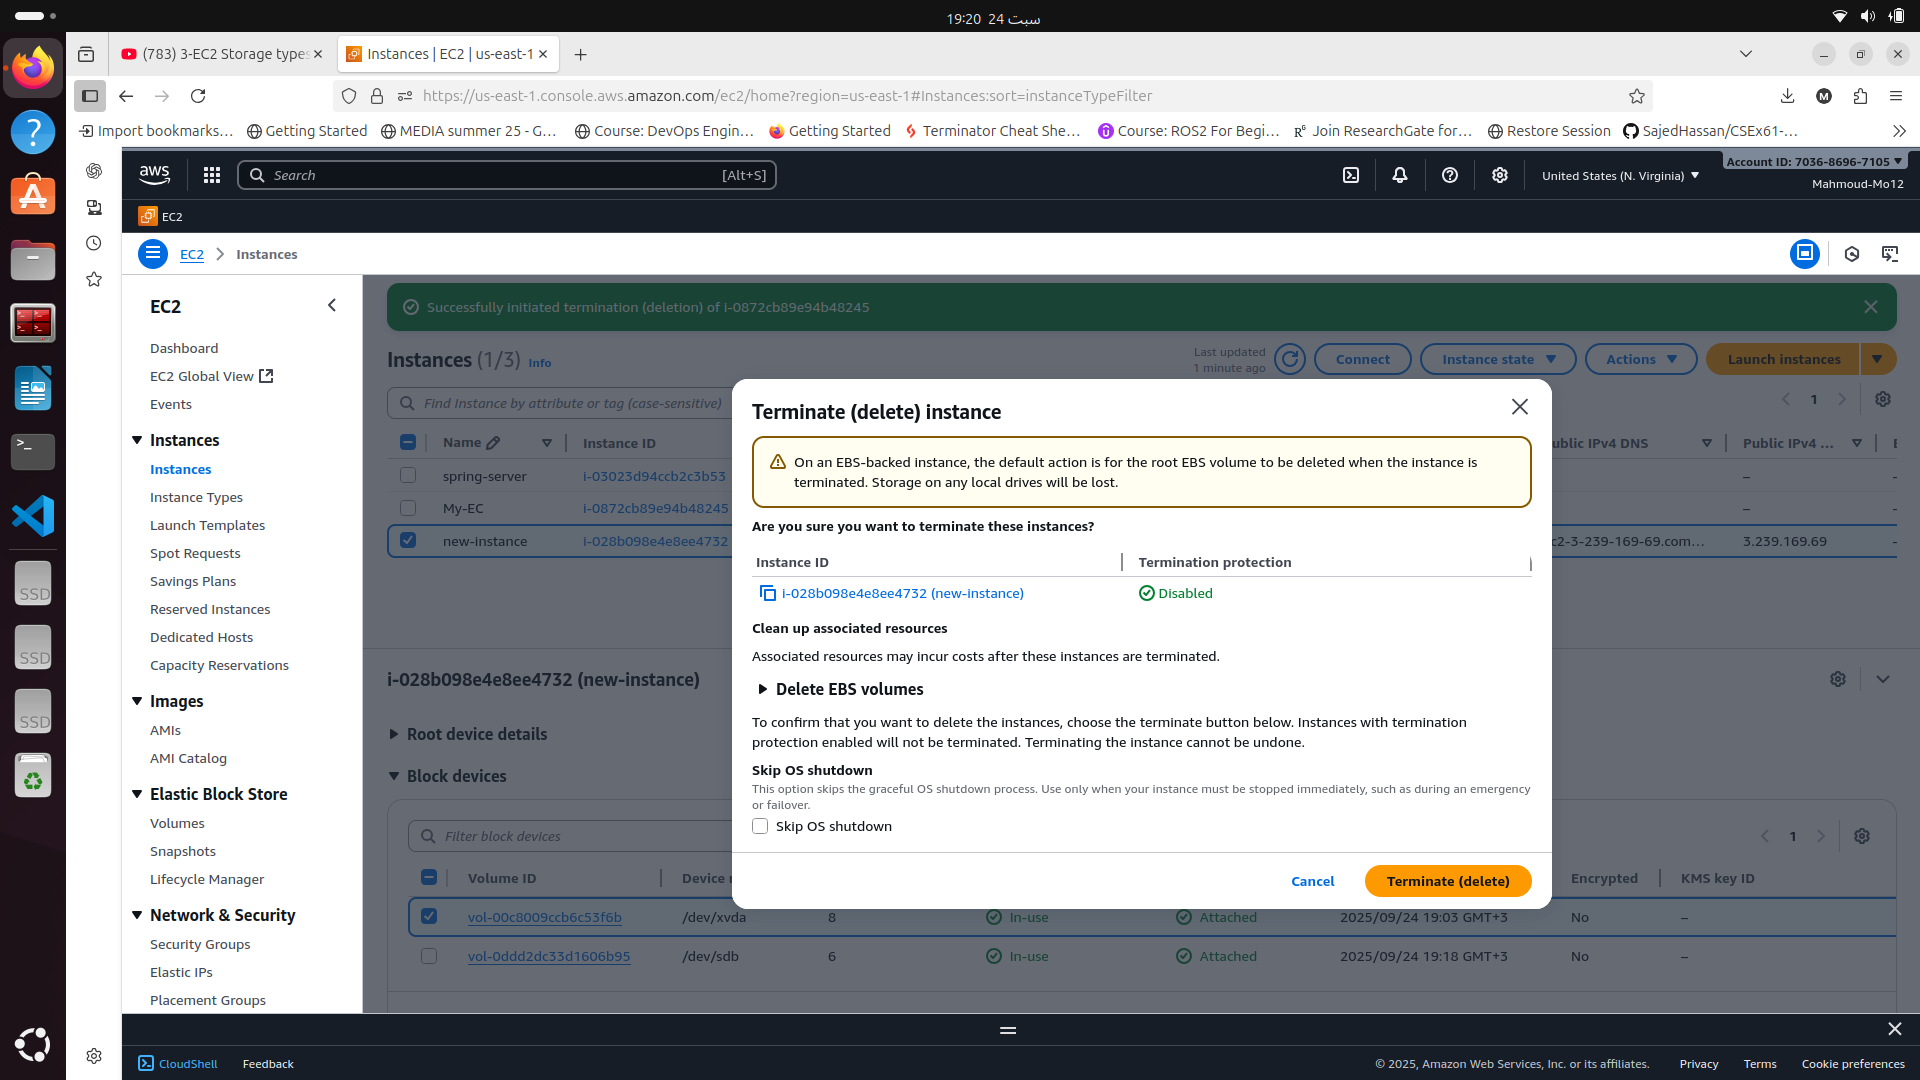 سبت 24 19:20
(783) 3-EC2 Storage types
Instances | EC2 | us-east-1
https://us-east-1.console.aws.amazon.com/ec2/home?region=us-east-1#Instances:sort=instanceTypeFilter
Import bookmarks… Getting Started MEDIA summer 25 - G… Course: DevOps Engin… Getting Started Terminator Cheat She… Course: ROS2 For Begi… Join ResearchGate for… Restore Session SajedHassan/CSEx61-…
aws Search [Alt+S] United States (N. Virginia) Account ID: 7036-8696-7105
Mahmoud-Mo12
EC2
EC2 Instances
EC2
Dashboard
EC2 Global View
Events
Instances
Instances
Instance Types
Launch Templates
Spot Requests
Savings Plans
Reserved Instances
Dedicated Hosts
Capacity Reservations
Images
AMIs
AMI Catalog
Elastic Block Store
Volumes
Snapshots
Lifecycle Manager
Network & Security
Security Groups
Elastic IPs
Placement Groups
Successfully initiated termination (deletion) of i-0872cb89e94b48245
Instances (1/3) Info
Last updated
1 minute ago
Connect Instance state Actions Launch instances
Find Instance by attribute or tag (case-sensitive) 1
Name Instance ID ublic IPv4 DNS Public IPv4 ...
spring-server i-03023d94ccb2c3b53 –
My-EC i-0872cb89e94b48245 –
new-instance i-028b098e4e8ee4732 c2-3-239-169-69.com… 3.239.169.69
Terminate (delete) instance
On an EBS-backed instance, the default action is for the root EBS volume to be deleted when the instance is
terminated. Storage on any local drives will be lost.
Are you sure you want to terminate these instances?
Instance ID Termination protection
i-028b098e4e8ee4732 (new-instance) Disabled
Clean up associated resources
Associated resources may incur costs after these instances are terminated.
Delete EBS volumes
To confirm that you want to delete the instances, choose the terminate button below. Instances with termination
protection enabled will not be terminated. Terminating the instance cannot be undone.
Skip OS shutdown
This option skips the graceful OS shutdown process. Use only when your instance must be stopped immediately, such as during an emergency
or failover.
Skip OS shutdown
Cancel Terminate (delete)
i-028b098e4e8ee4732 (new-instance)
Root device details
Block devices
Filter block devices 1
Volume ID Device Encrypted KMS key ID
vol-00c8009ccb6c53f6b /dev/xvda 8 In-use Attached 2025/09/24 19:03 GMT+3 No –
vol-0ddd2dc33d1606b95 /dev/sdb 6 In-use Attached 2025/09/24 19:18 GMT+3 No –
SSD
SSD
SSD
CloudShell Feedback © 2025, Amazon Web Services, Inc. or its affiliates. Privacy Terms Cookie preferences